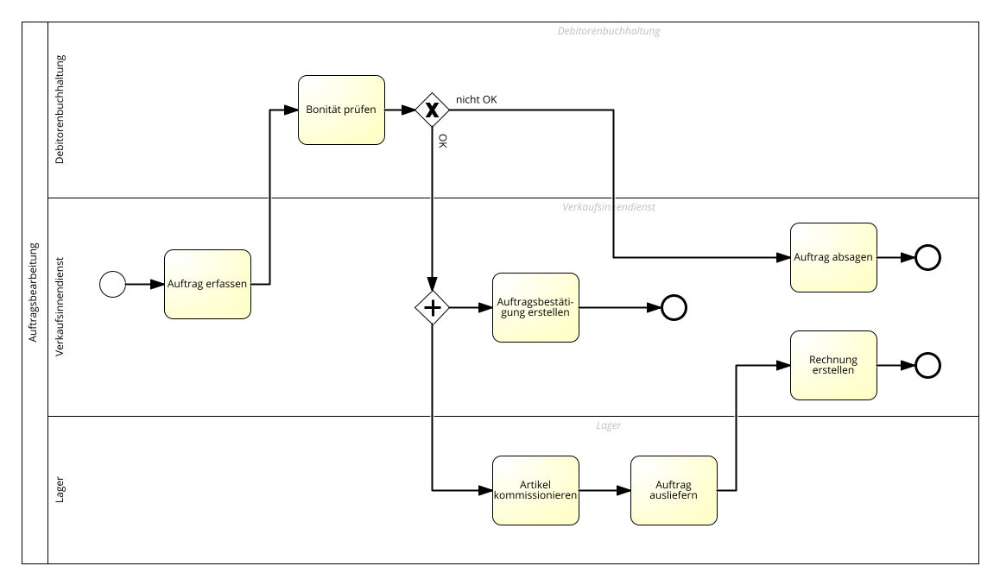 Auftragsbearbeitung
Debitorenbuchhaltung
Debitorenbuchhaltung
Bonität prüfen
nicht OK
OK
Verkaufsinnendienst
Verkaufsinnendienst
Auftrag erfassen
Auftragsbestäti-
gung erstellen
Auftrag absagen
Rechnung
erstellen
Lager
Lager
Artikel
kommissionieren
Auftrag
ausliefern